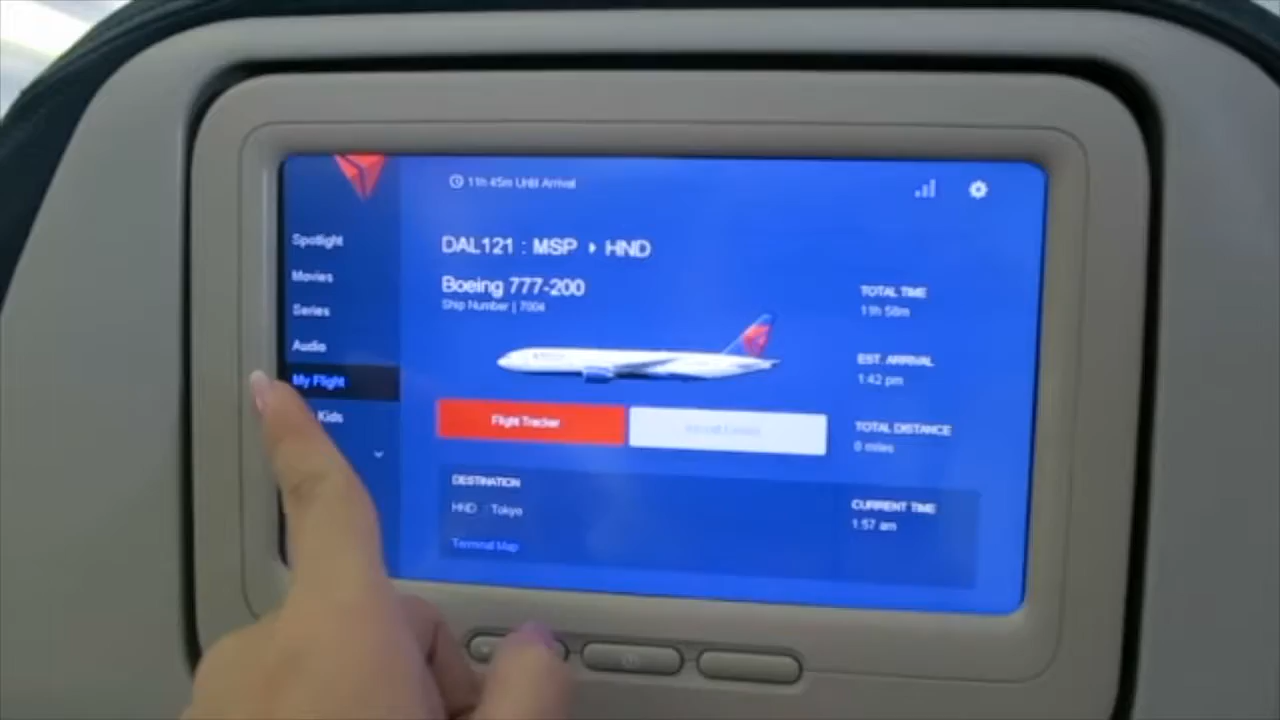 11h 45m Until Arrival
Spotlight
Movies
Series
Audio
My Flight
Kids
DAL121 : MSP ▸ HND
Boeing 777-200
Ship Number | 7004
TOTAL TIME
11h 58m
EST. ARRIVAL
1:42 pm
Flight Tracker
TOTAL DISTANCE
0 miles
DESTINATION
HND : Tokyo
Terminal Map
CURRENT TIME
1:57 am